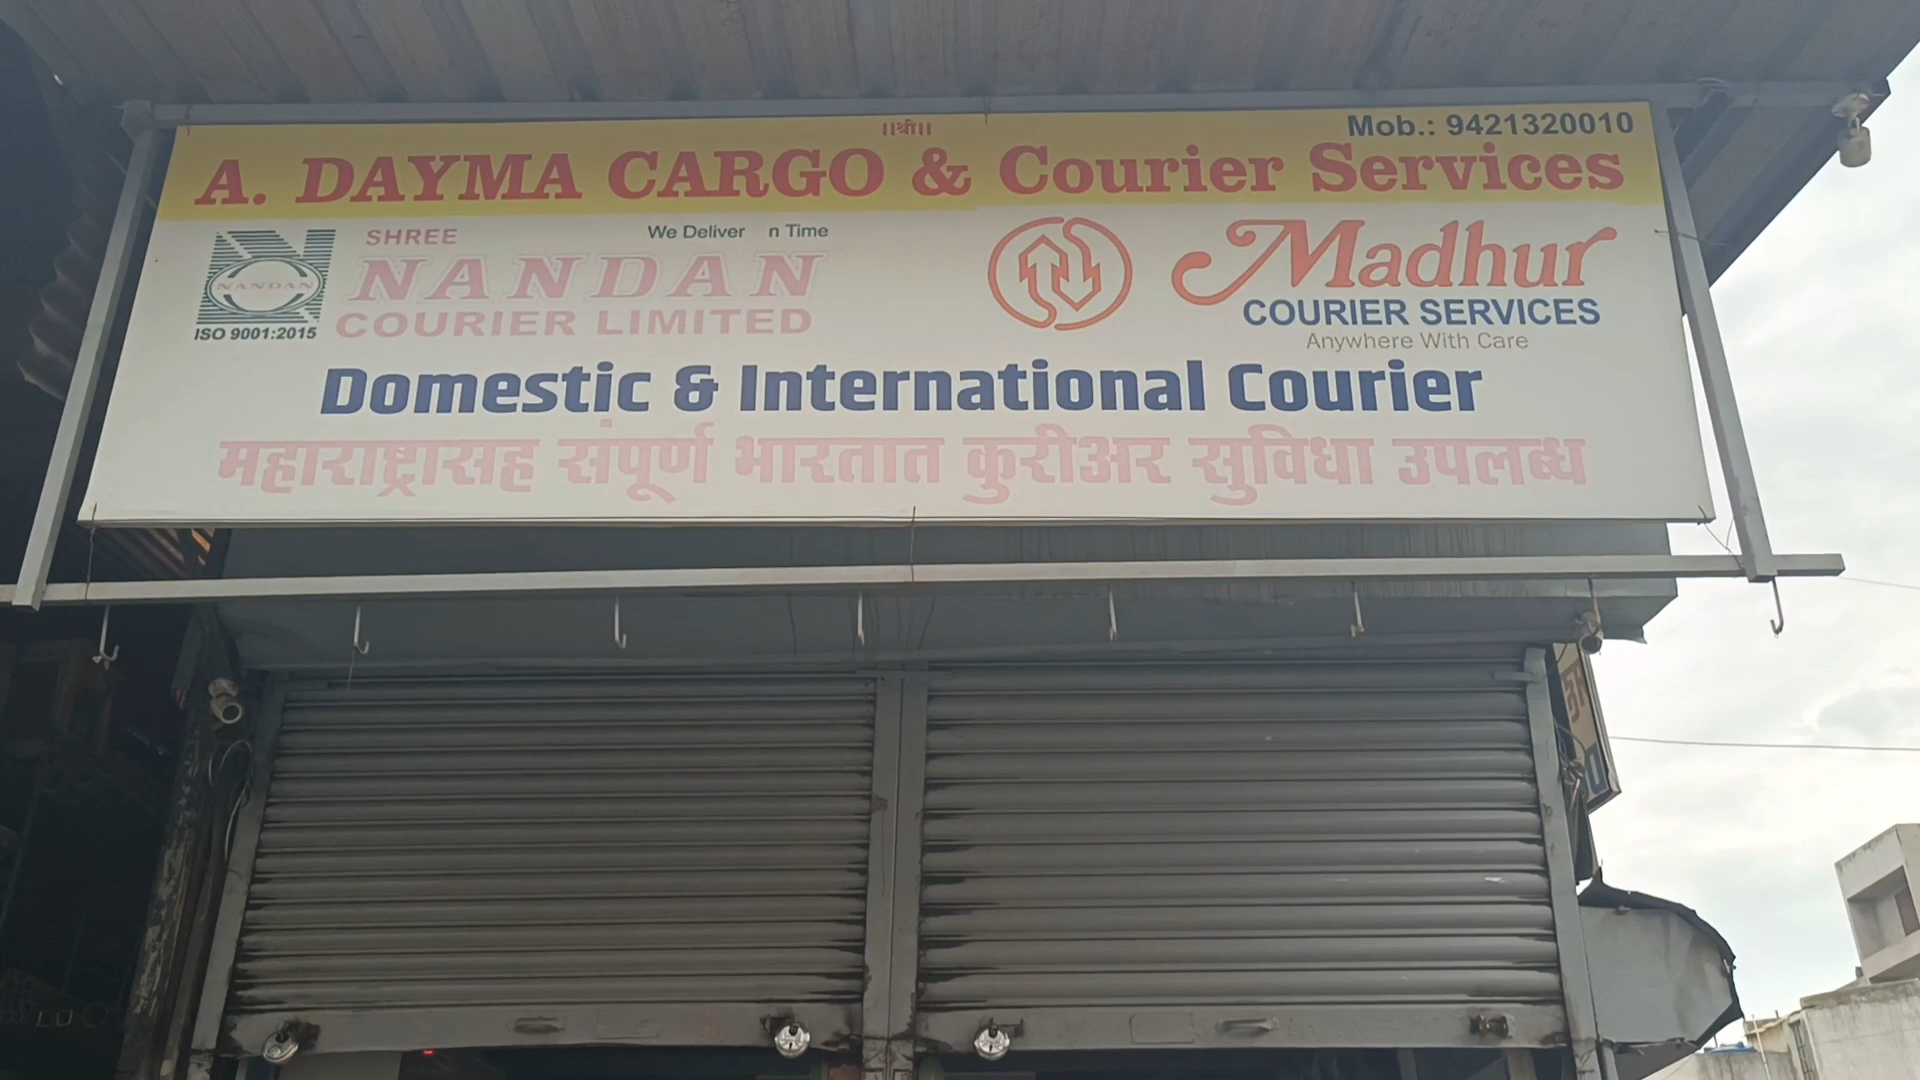 ।।श्री।।
Mob.: 9421320010
A. DAYMA CARGO & Courier Services
SHREE
We Deliver n Time
NANDAN
NANDAN
COURIER LIMITED
ISO 9001:2015
Madhur
COURIER SERVICES
Anywhere With Care
Domestic & International Courier
महाराष्ट्रासह संपूर्ण भारतात कुरीअर सुविधा उपलब्ध